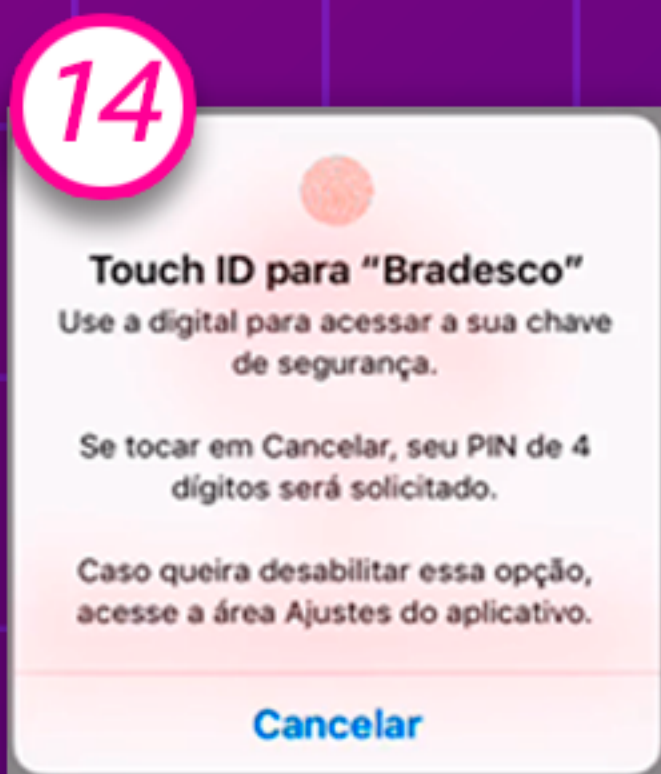 14
Touch ID para “Bradesco”
Use a digital para acessar a sua chave
de segurança.
Se tocar em Cancelar, seu PIN de 4
dígitos será solicitado.
Caso queira desabilitar essa opção,
acesse a área Ajustes do aplicativo.
Cancelar